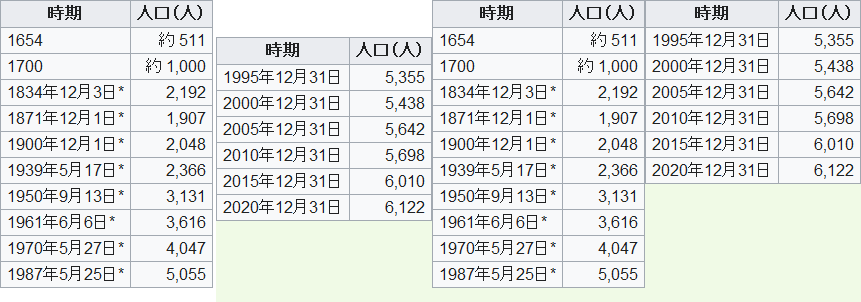 時期 人口(人)
1654 約 511
1700 約 1,000
1834年12月3日* 2,192
1871年12月1日* 1,907
1900年12月1日* 2,048
1939年5月17日* 2,366
1950年9月13日* 3,131
1961年6月6日* 3,616
1970年5月27日* 4,047
1987年5月25日* 5,055
時期 人口(人)
1995年12月31日 5,355
2000年12月31日 5,438
2005年12月31日 5,642
2010年12月31日 5,698
2015年12月31日 6,010
2020年12月31日 6,122
時期 人口(人)
1654 約 511
1700 約 1,000
1834年12月3日* 2,192
1871年12月1日* 1,907
1900年12月1日* 2,048
1939年5月17日* 2,366
1950年9月13日* 3,131
1961年6月6日* 3,616
1970年5月27日* 4,047
1987年5月25日* 5,055
時期 人口(人)
1995年12月31日 5,355
2000年12月31日 5,438
2005年12月31日 5,642
2010年12月31日 5,698
2015年12月31日 6,010
2020年12月31日 6,122